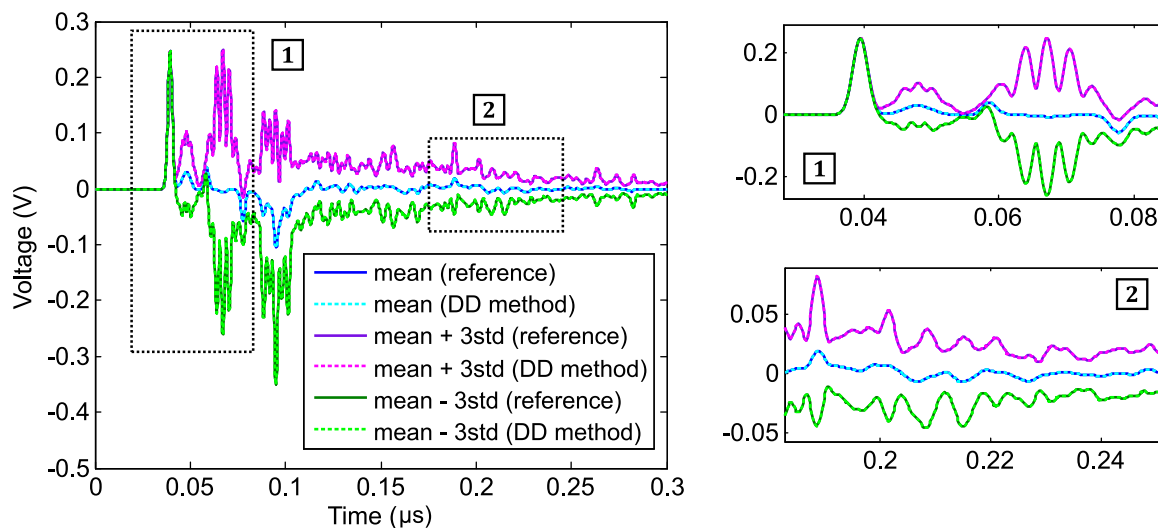 0.3
0.2
0.1
0
-0.1
-0.2
-0.3
-0.4
-0.5
Voltage (V)
1
2
mean (reference)
mean (DD method)
mean + 3std (reference)
mean + 3std (DD method)
mean - 3std (reference)
mean - 3std (DD method)
0 0.05 0.1 0.15 0.2 0.25 0.3
Time (μs)
0.2
0
-0.2
1
0.04 0.06 0.08
0.05
0
-0.05
2
0.2 0.22 0.24